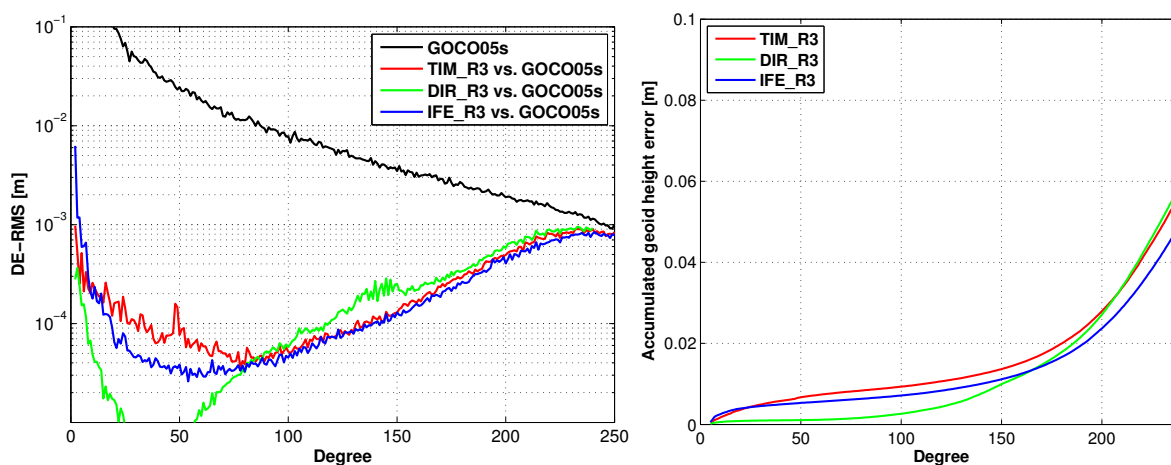 DE-RMS [m]
10^-1
10^-2
10^-3
10^-4
GOCO05s
TIM_R3 vs. GOCO05s
DIR_R3 vs. GOCO05s
IFE_R3 vs. GOCO05s
0 50 100 150 200 250
Degree
Accumulated geoid height error [m]
0.1
0.08
0.06
0.04
0.02
0
TIM_R3
DIR_R3
IFE_R3
0 50 100 150 200
Degree